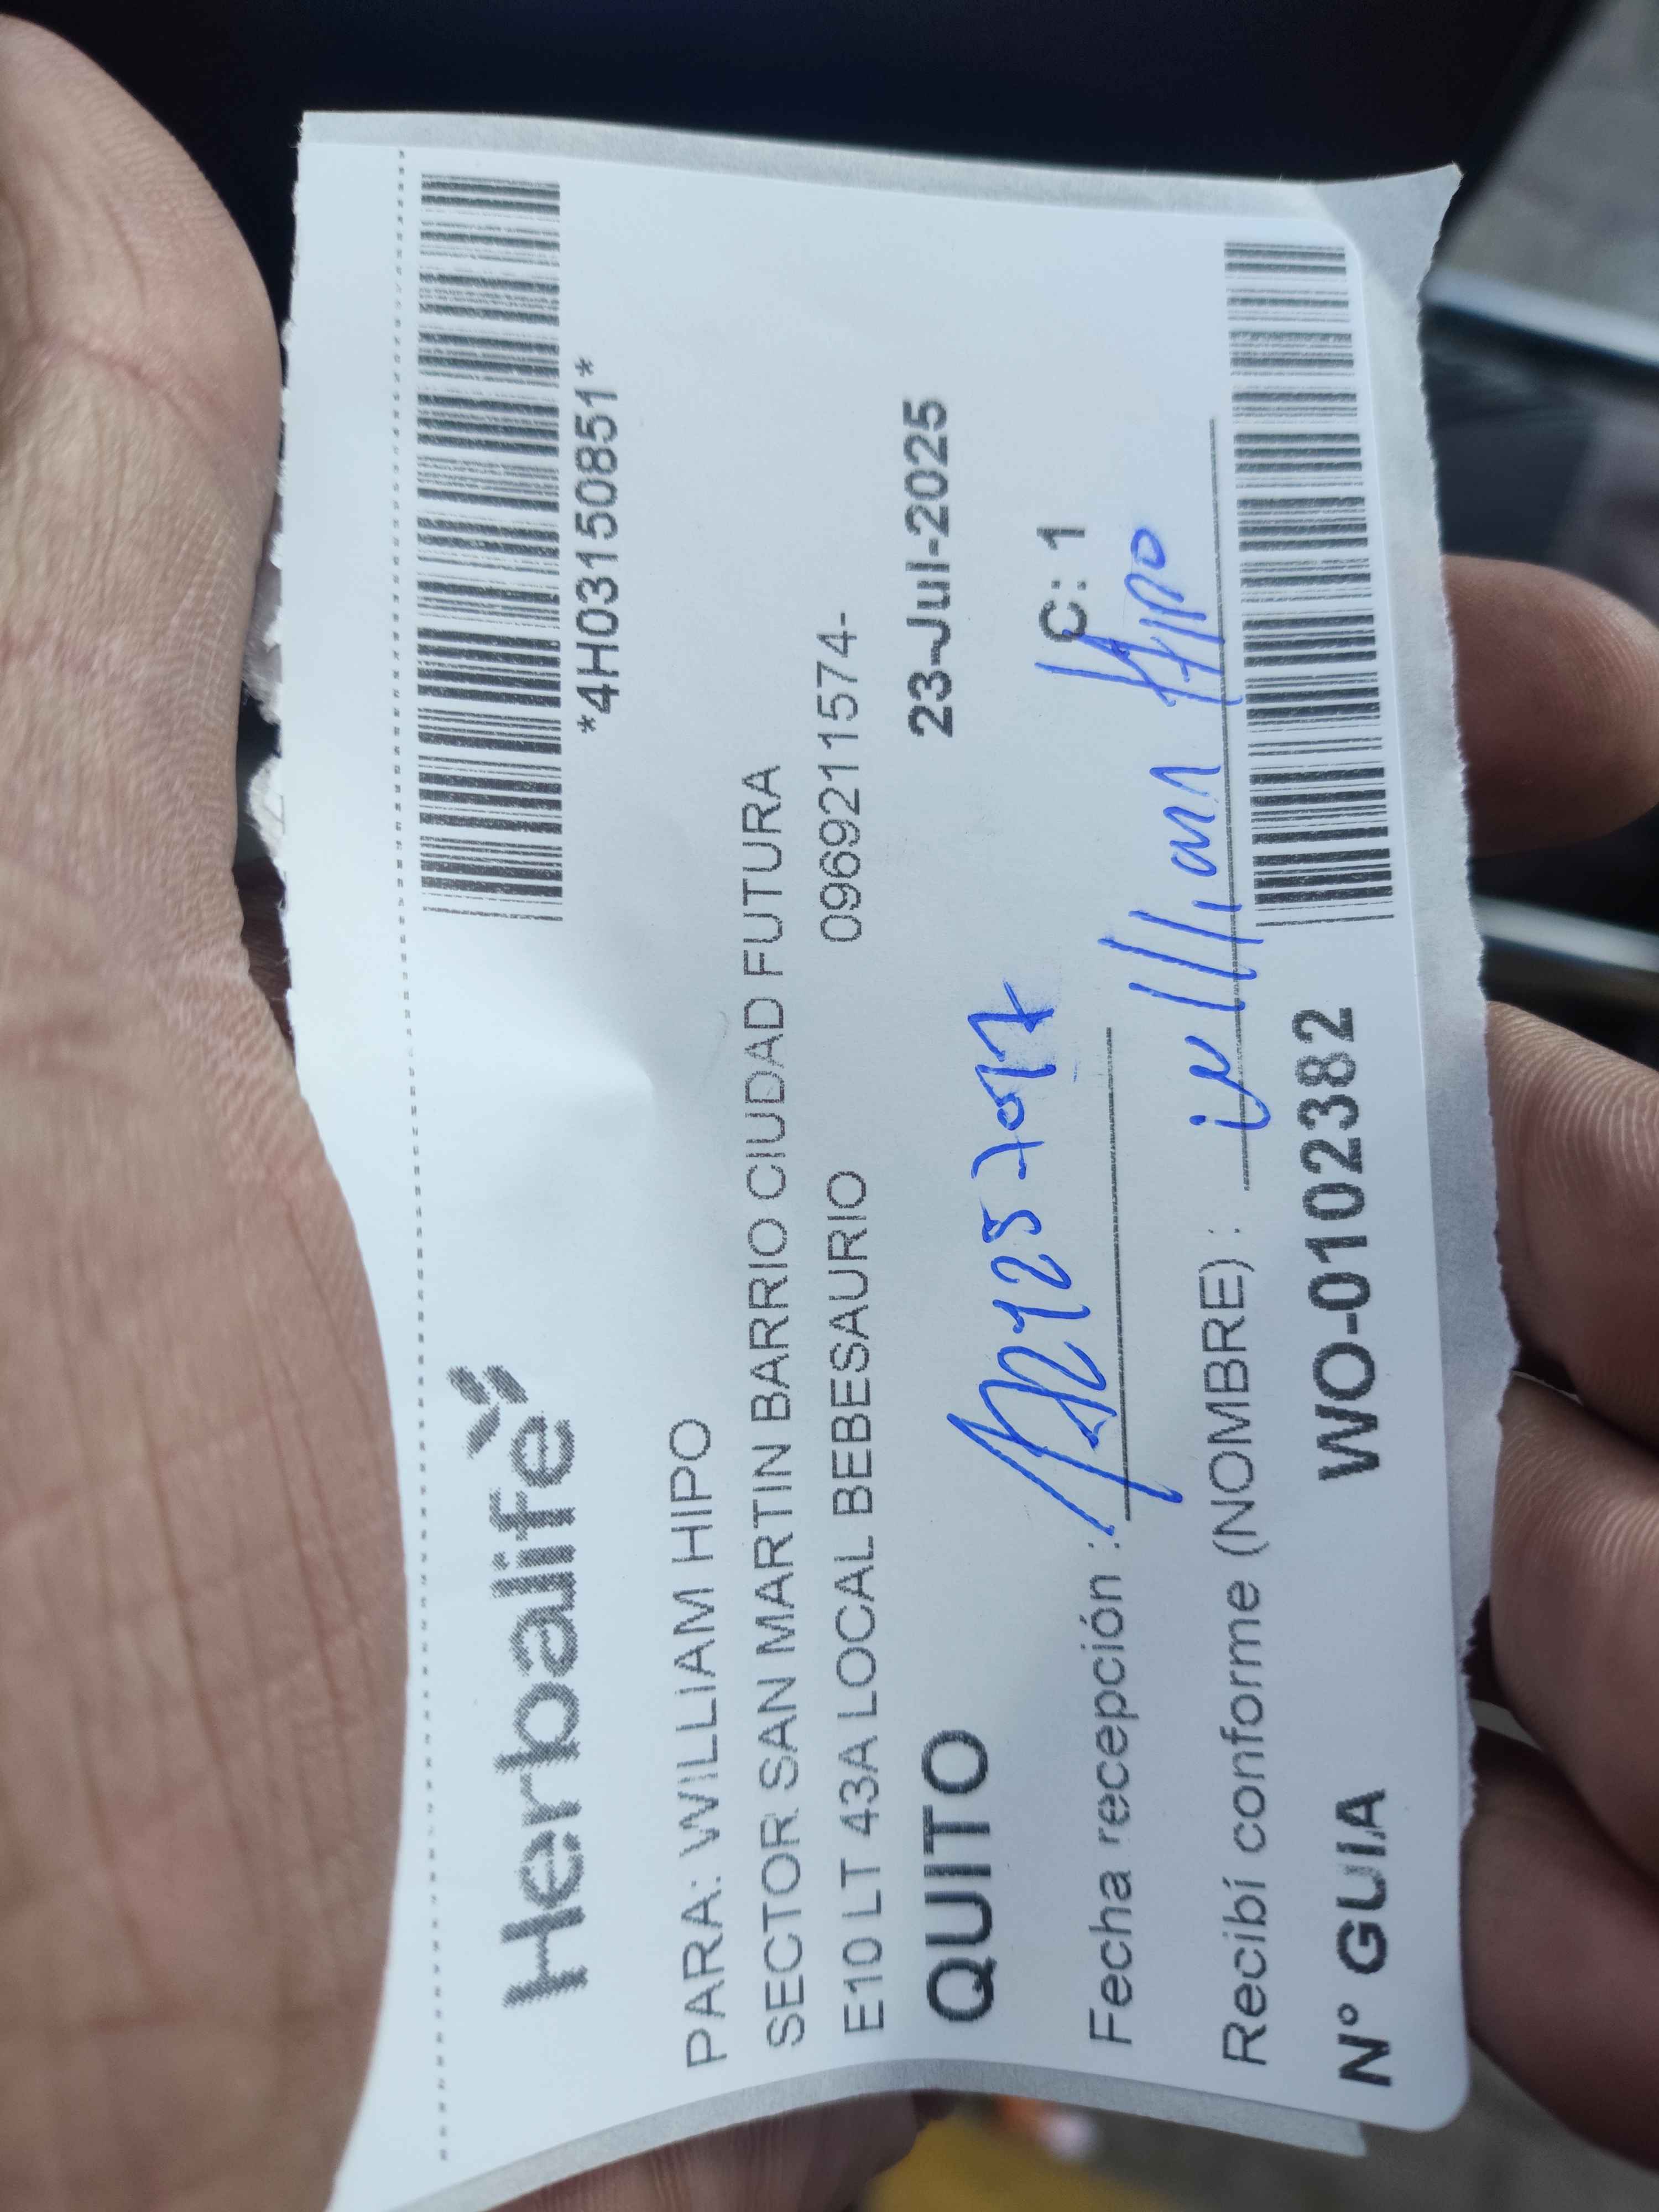 Herbalife
*4H03150851*
PARA: WILLIAM HIPO
SECTOR SAN MARTIN BARRIO CIUDAD FUTURA
E10 LT 43A LOCAL BEBESAURIO 0969211574-
QUITO 23-Jul-2025
Fecha recepción :
C: 1
Recibí conforme (NOMBRE) : William Hipo
N° GUIA WO-0102382